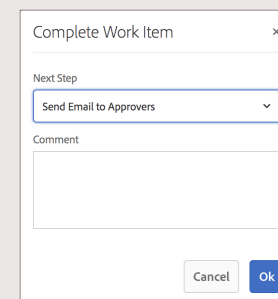 Complete Work Item
Next Step
Send Email to Approvers
Comment
Cancel
Ok